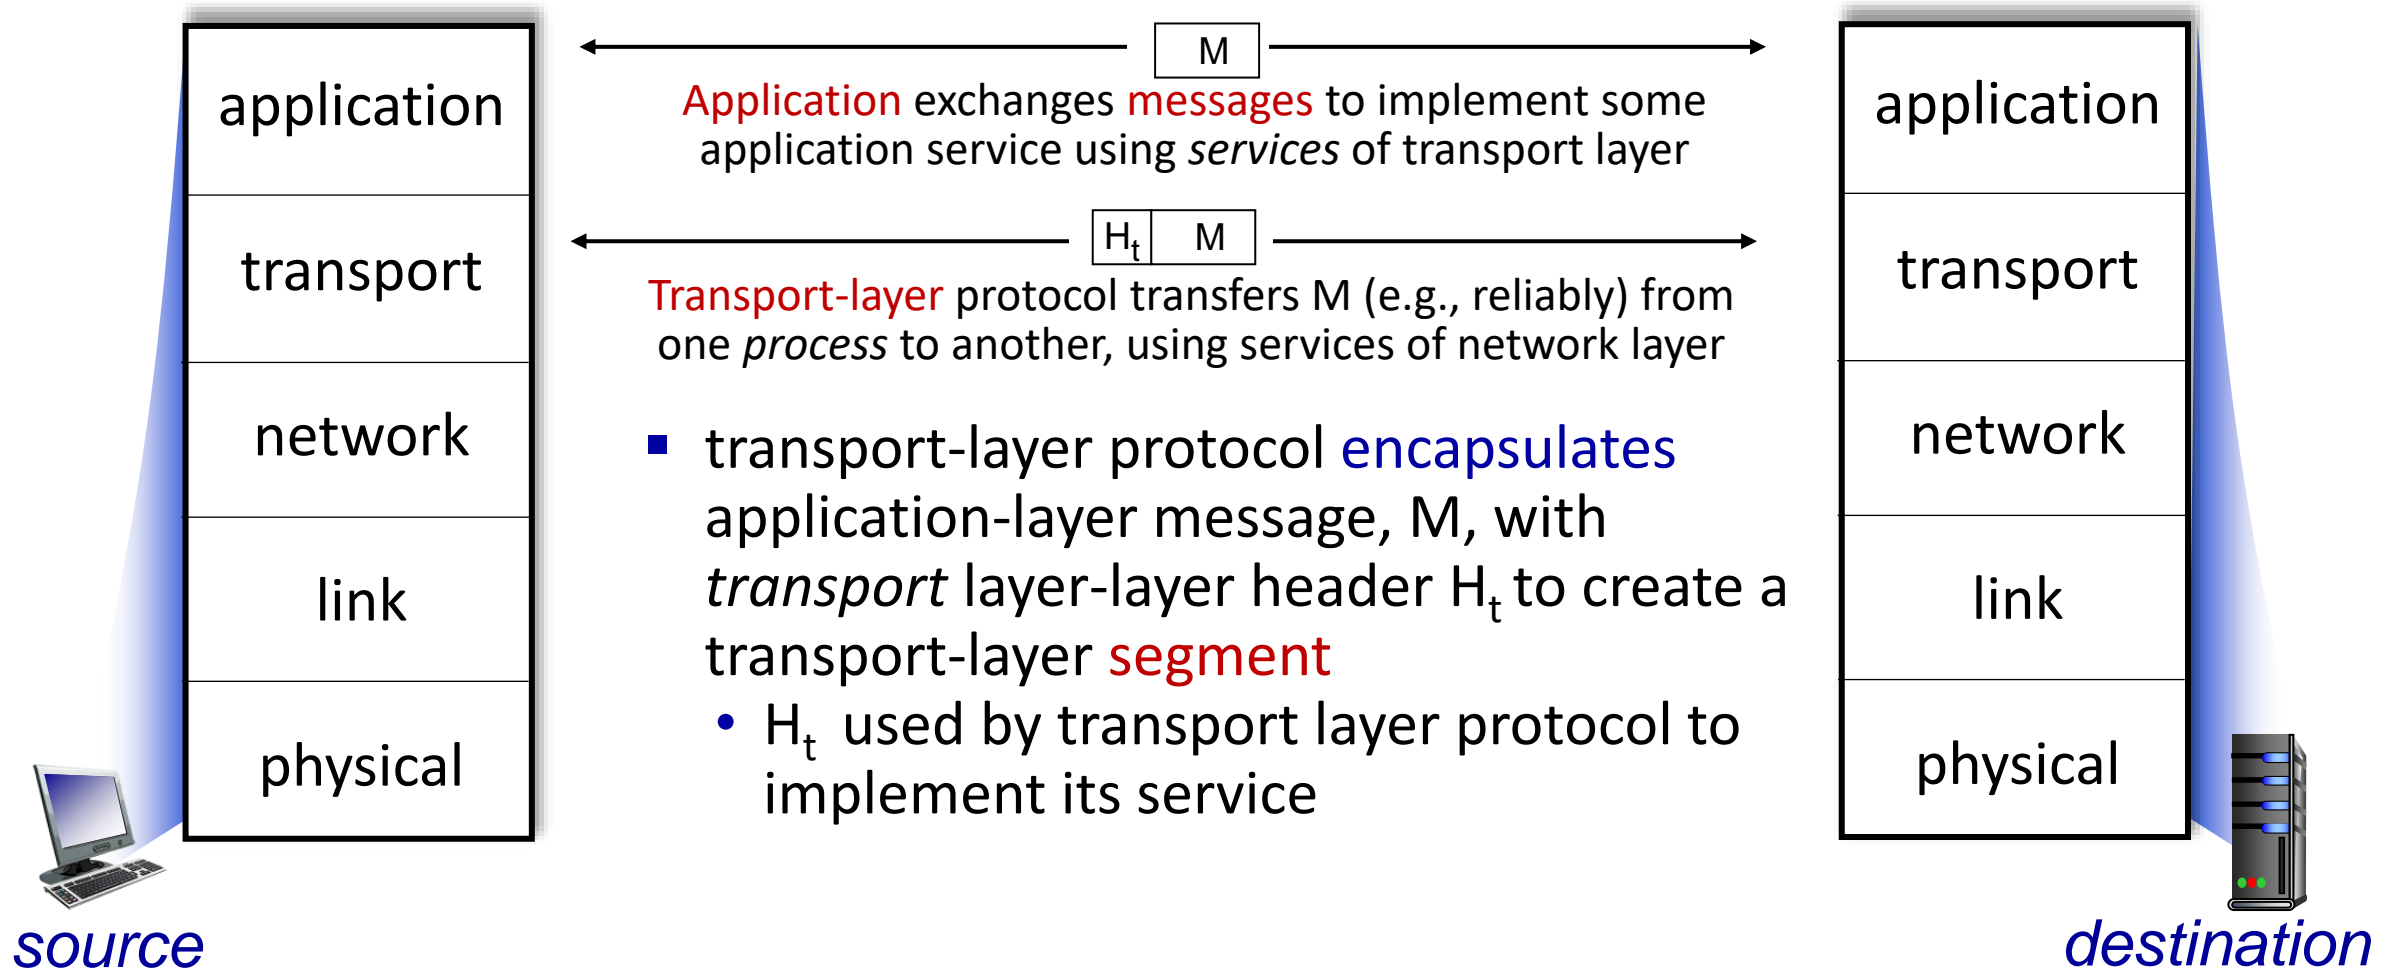 application
transport
network
link
physical
source
M
Application exchanges messages to implement some
application service using services of transport layer
Ht M
Transport-layer protocol transfers M (e.g., reliably) from
one process to another, using services of network layer
▪ transport-layer protocol encapsulates
application-layer message, M, with
transport layer-layer header Ht to create a
transport-layer segment
• Ht used by transport layer protocol to
implement its service
application
transport
network
link
physical
destination